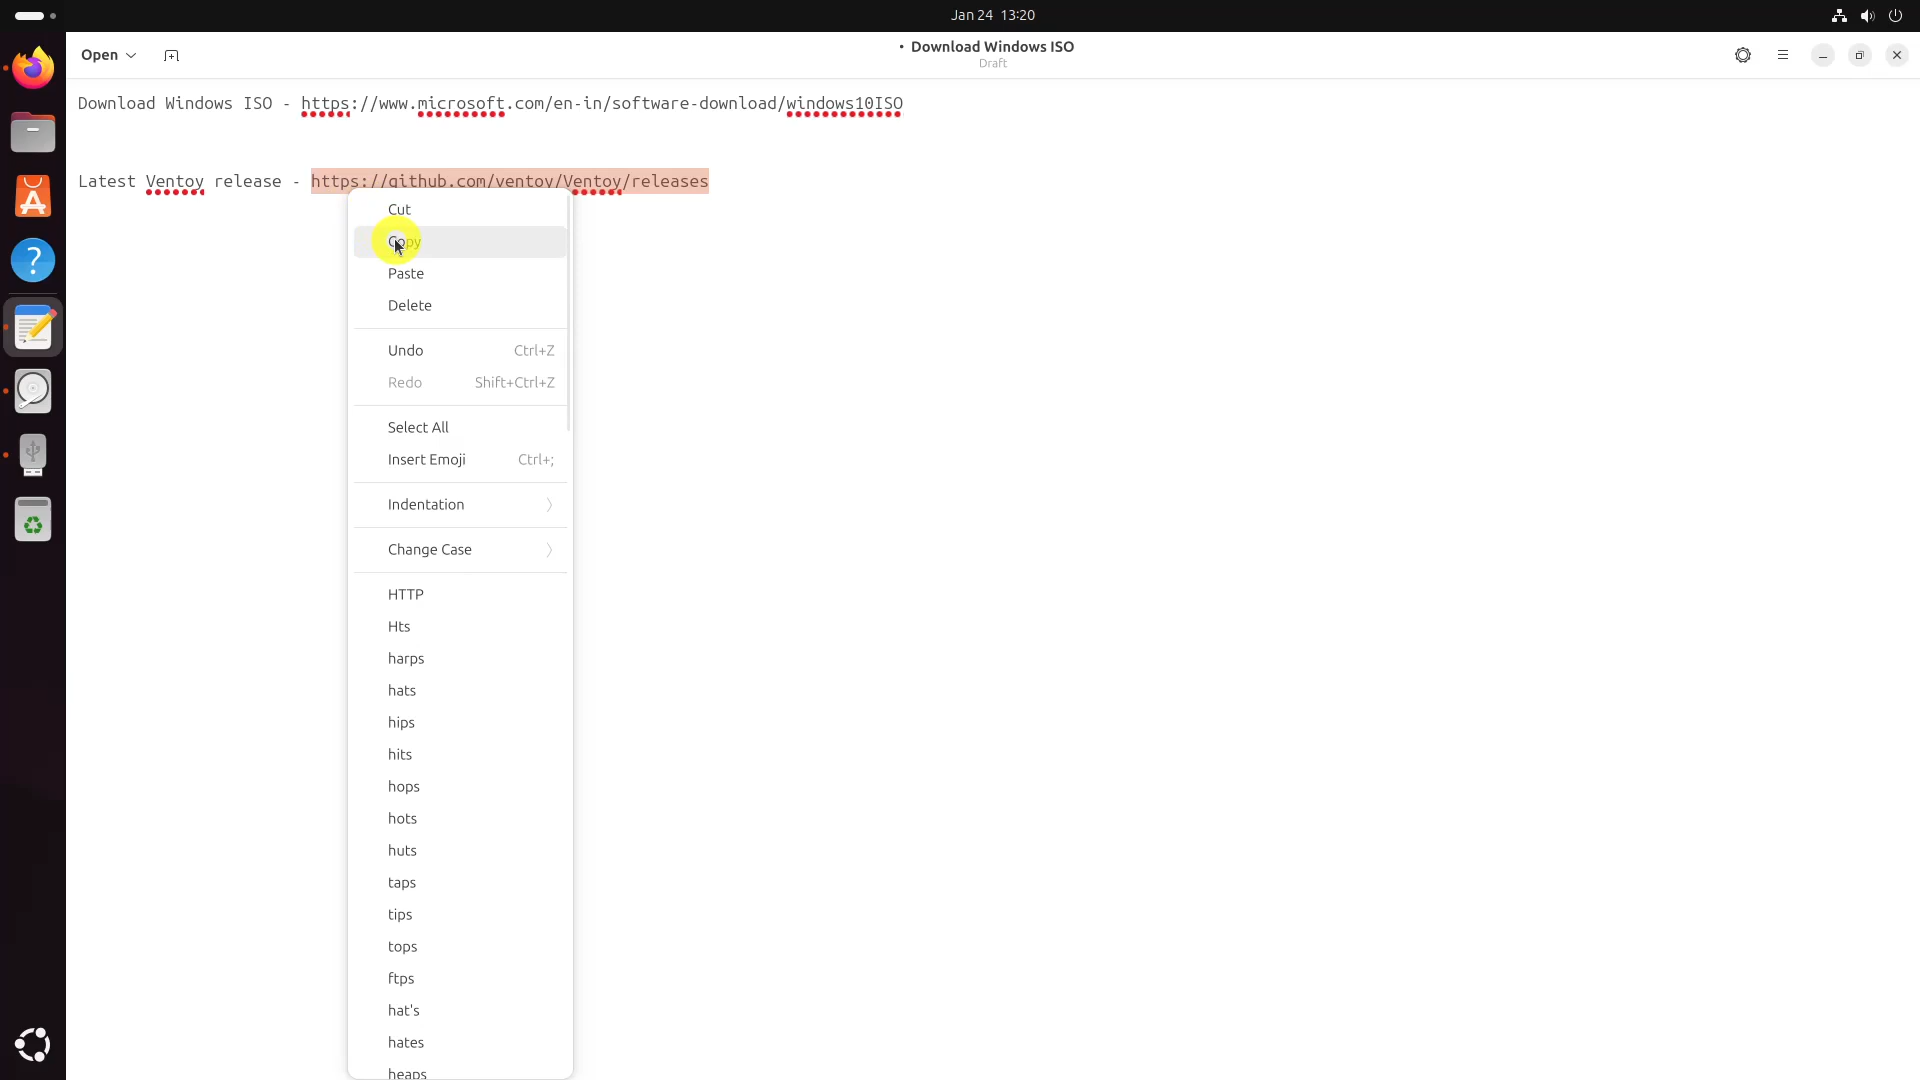 Jan 24 13:20
Open
• Download Windows ISO
Draft
Download Windows ISO - https://www.microsoft.com/en-in/software-download/windows10ISO
Latest Ventoy release - https://github.com/ventoy/Ventoy/releases
Cut
Copy
Paste
Delete
Undo Ctrl+Z
Redo Shift+Ctrl+Z
Select All
Insert Emoji Ctrl+;
Indentation
Change Case
HTTP
Hts
harps
hats
hips
hits
hops
hots
huts
taps
tips
tops
ftps
hat's
hates
heaps